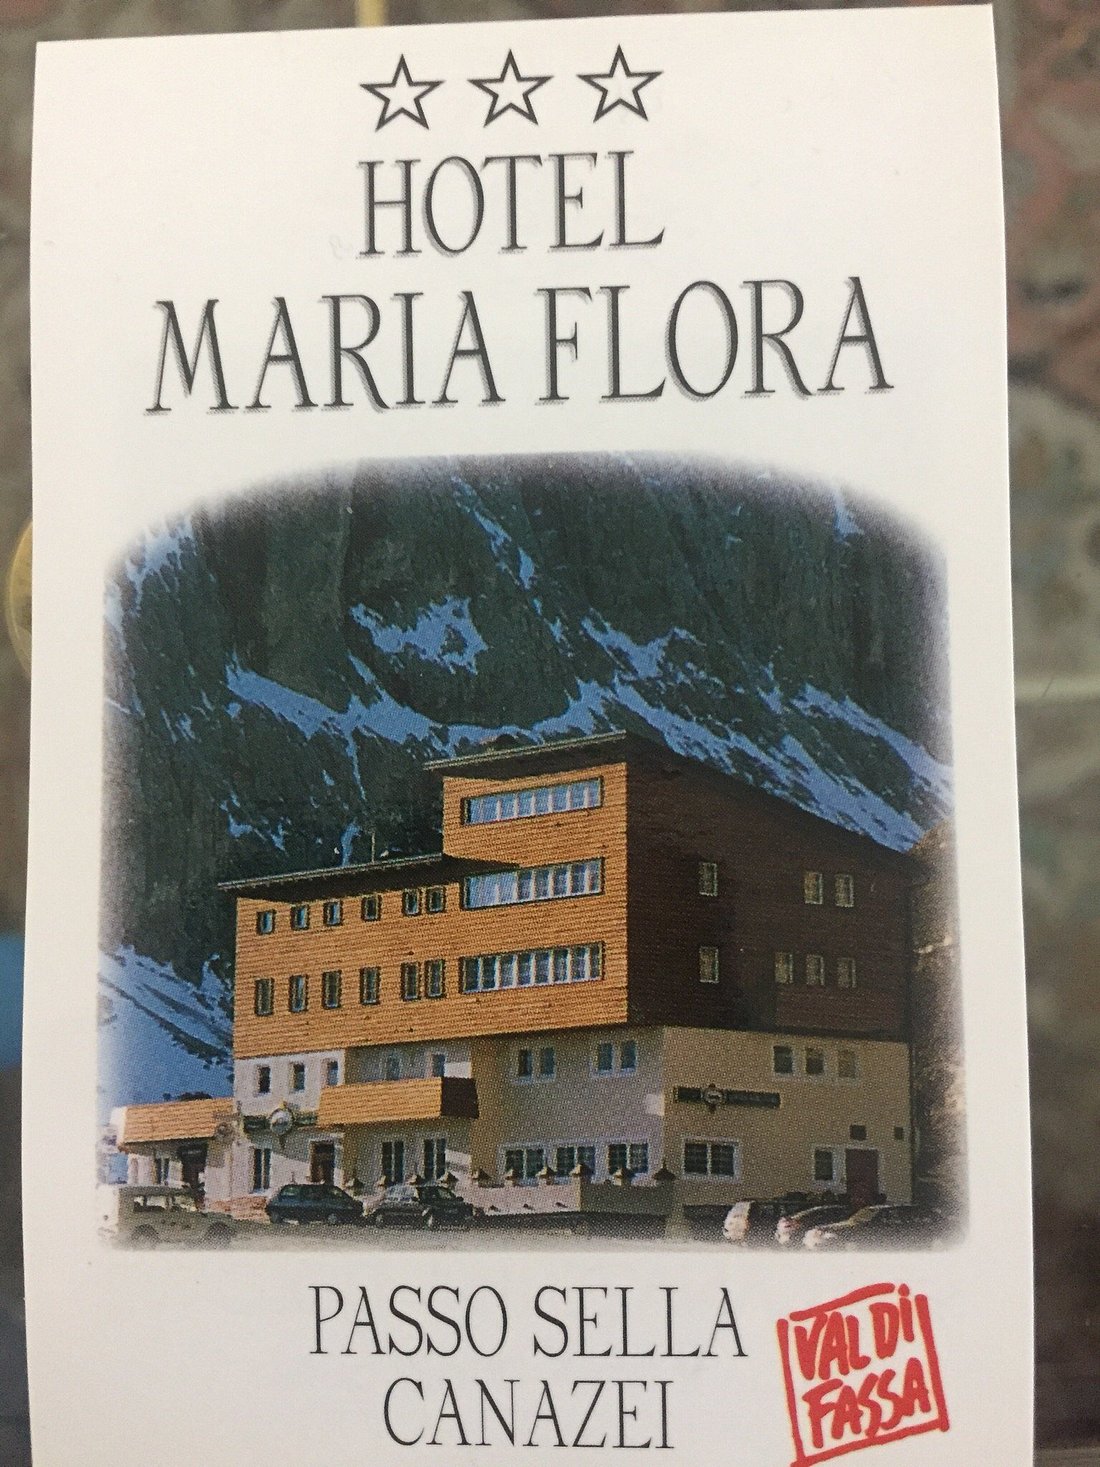 HOTEL
MARIA FLORA
PASSO SELLA
CANAZEI
VAL DI
FASSA